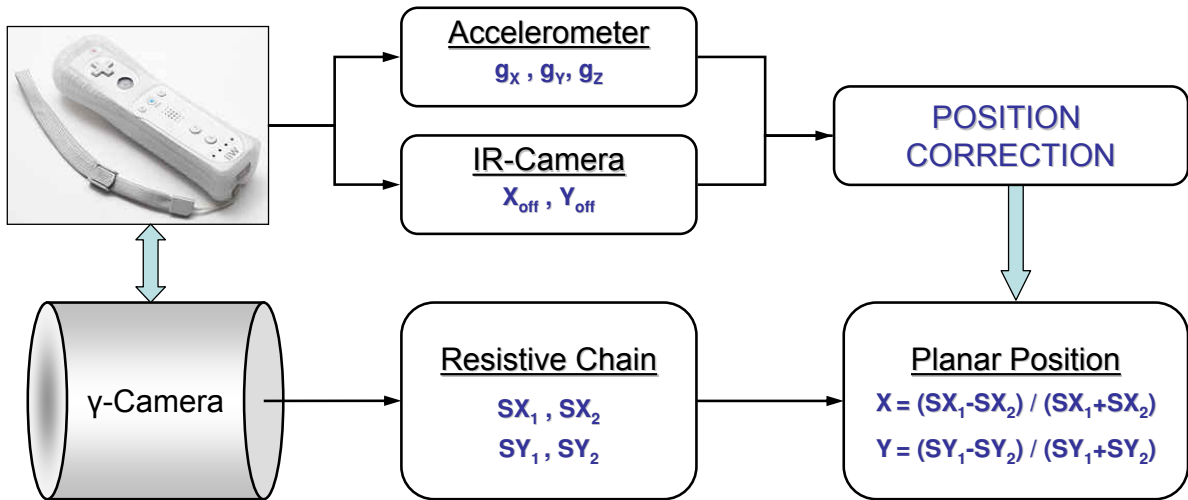 Accelerometer
gX , gY, gZ
IR-Camera
Xoff , Yoff
POSITION
CORRECTION
Wii
γ-Camera
Resistive Chain
SX1 , SX2
SY1 , SY2
Planar Position
X = (SX1-SX2) / (SX1+SX2)
Y = (SY1-SY2) / (SY1+SY2)